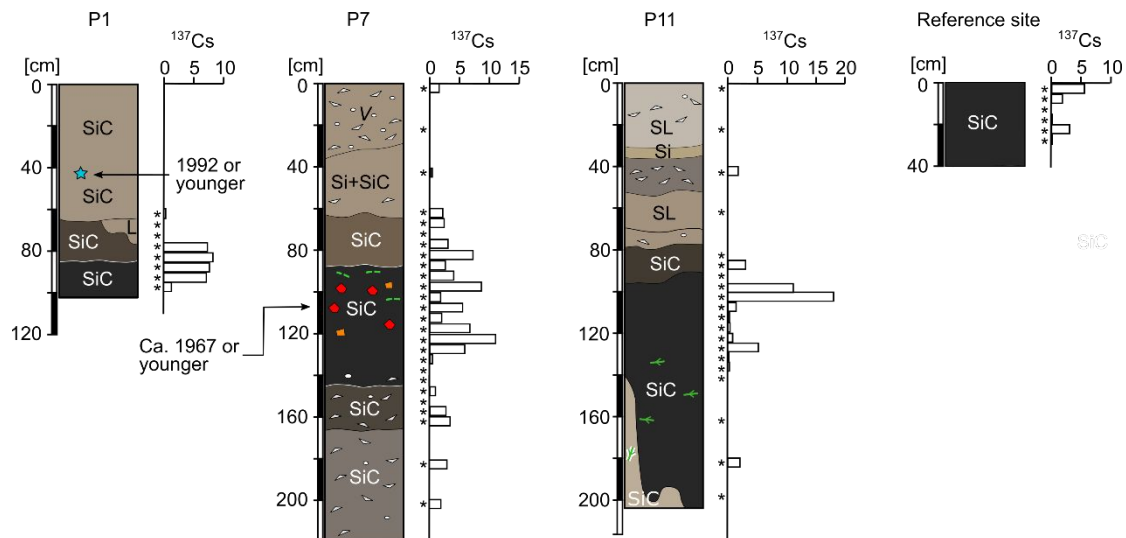 P1
P7
P11
Reference site
¹³⁷Cs
¹³⁷Cs
¹³⁷Cs
¹³⁷Cs
[cm]
0 5 10
[cm]
0 5 10 15
[cm]
0 5 10 15 20
[cm]
0 5 10
0
40
80
120
SiC
SiC
L
SiC
SiC
1992 or
younger
0
40
80
120
160
200
V
Si+SiC
SiC
SiC
SiC
SiC
Ca. 1967 or
younger
0
40
80
120
160
200
SL
Si
SL
SiC
SiC
SiC
0
40
SiC
SiC
* * * * * * *
* * * * * * * * * * * * * * * * * * * * * * *
* * * * * * * * * * * * * * * * * * *
* * * * * *